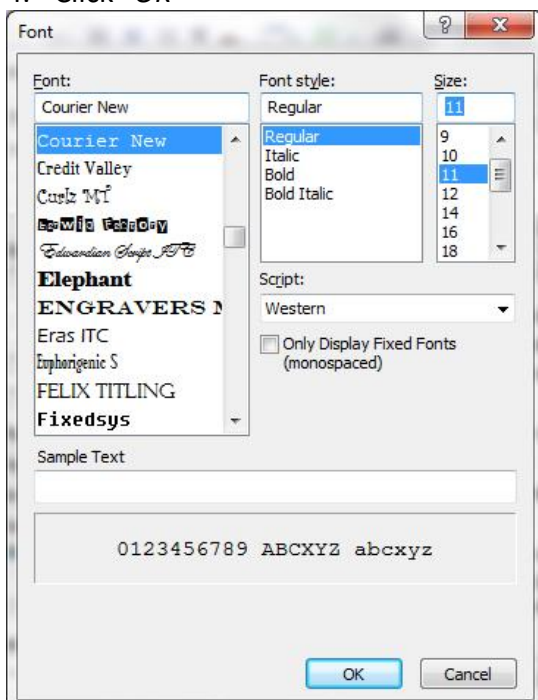 4. Click "OK"
Font
Font:
Font style:
Size:
Courier New
Regular
11
Courier New
Credit Valley
Curlz MT
Edwardian Script ITC
Elephant
ENGRAVERS M
Eras ITC
Euphorigenic S
FELIX TITLING
Fixedsys
Regular
Italic
Bold
Bold Italic
9
10
11
12
14
16
18
Script:
Western
Only Display Fixed Fonts
(monospaced)
Sample Text
0123456789 ABCXYZ abcxyz
OK
Cancel